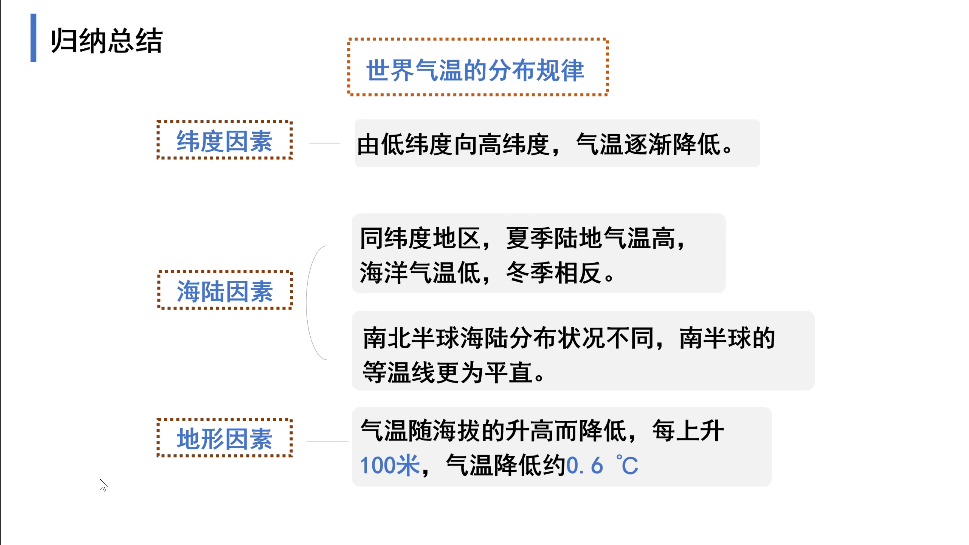 归纳总结
世界气温的分布规律
纬度因素
由低纬度向高纬度，气温逐渐降低。
海陆因素
同纬度地区，夏季陆地气温高，
海洋气温低，冬季相反。
南北半球海陆分布状况不同，南半球的
等温线更为平直。
地形因素
气温随海拔的升高而降低，每上升
100米，气温降低约0.6 ℃